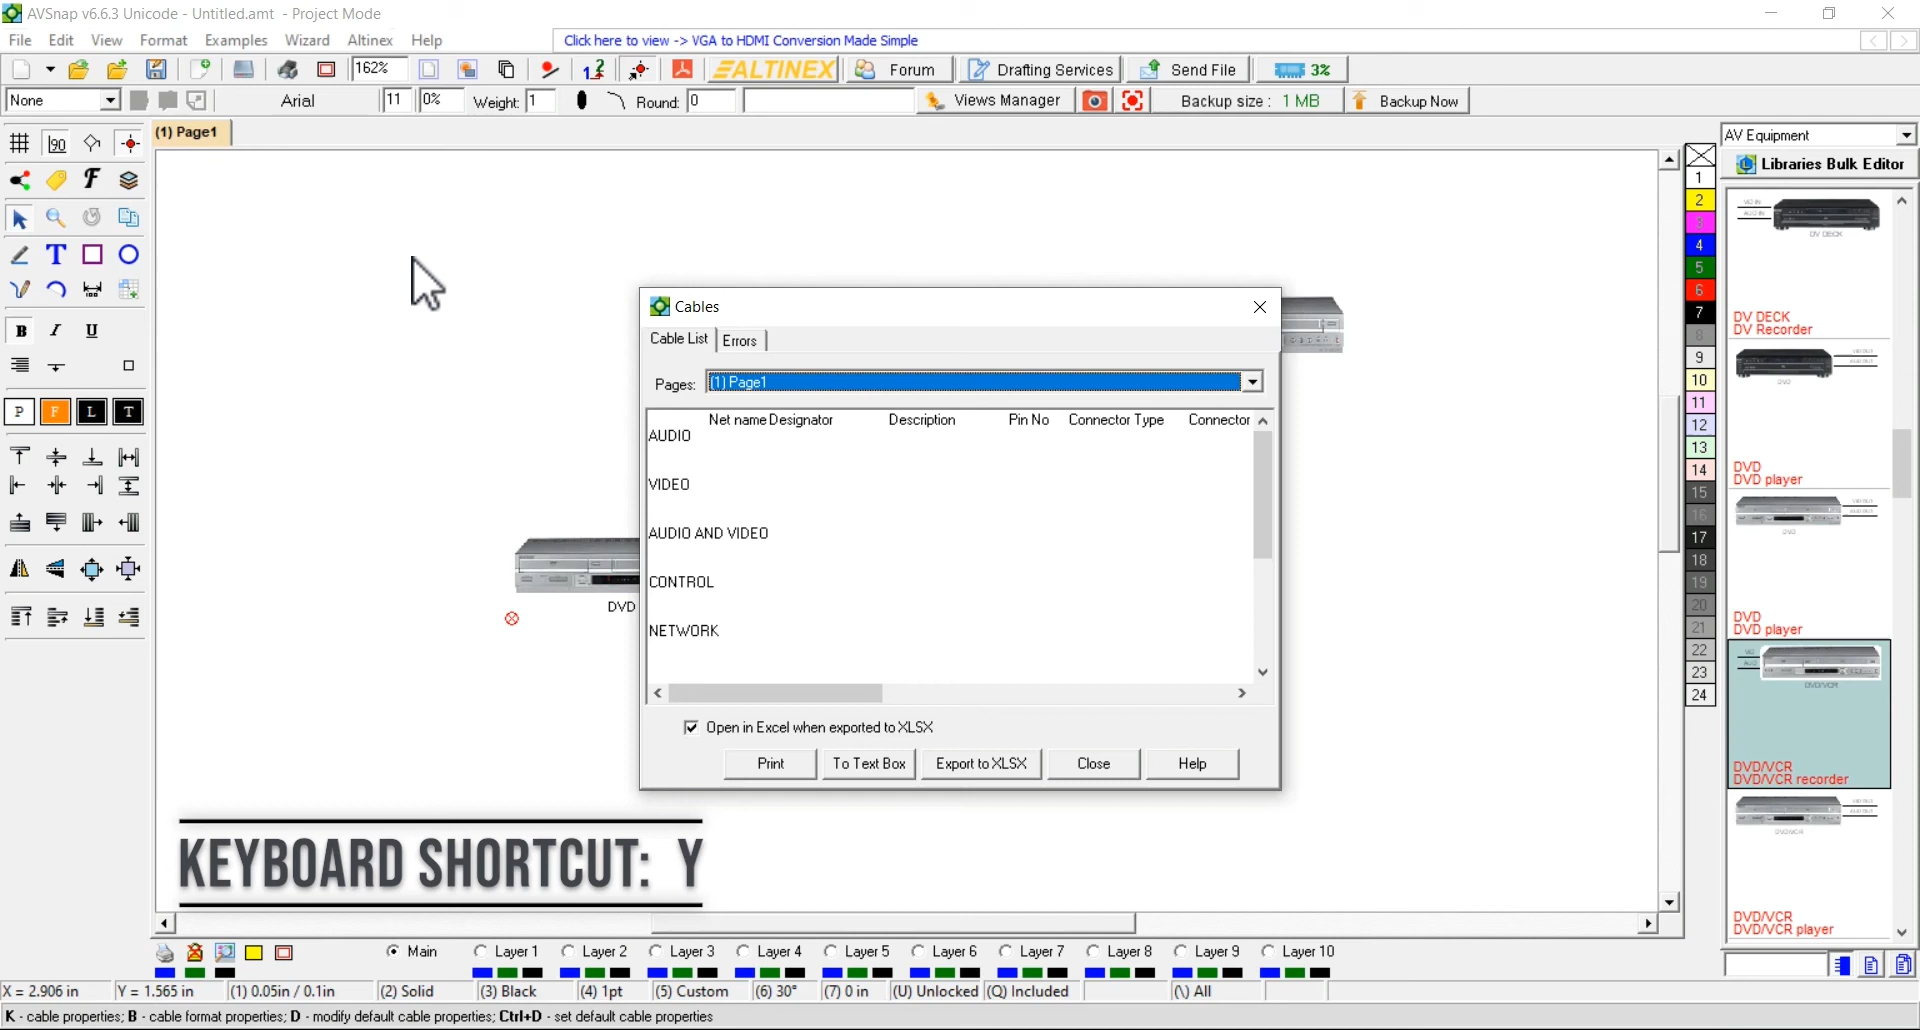 AVSnap v6.6.3 Unicode - Untitled.amt - Project Mode
File Edit View Format Examples Wizard Altinex Help
Click here to view -> VGA to HDMI Conversion Made Simple
162% ALTINEX Forum Drafting Services Send File 3%
None Arial 11 0% Weight: 1 Round: 0 Views Manager Backup size: 1 MB Backup Now
(1) Page1
AV Equipment
Libraries Bulk Editor
90
F
T
B I U
P F L T
1
2
3
4
5
6
7
8
9
10
11
12
13
14
15
16
17
18
19
20
21
22
23
24
DV DECK
DV DECK
DV Recorder
DVD
DVD
DVD player
DVD
DVD
DVD player
DVD/VCR
DVD/VCR
DVD/VCR recorder
DVD/VCR
DVD/VCR
DVD/VCR player
Cables
Cable List Errors
Pages: (1) Page1
Net name Designator Description Pin No Connector Type Connector
AUDIO
VIDEO
AUDIO AND VIDEO
CONTROL
NETWORK
Open in Excel when exported to XLSX
Print To Text Box Export to XLSX Close Help
DVD
KEYBOARD SHORTCUT: Y
Main Layer 1 Layer 2 Layer 3 Layer 4 Layer 5 Layer 6 Layer 7 Layer 8 Layer 9 Layer 10
X = 2.906 in Y = 1.565 in (1) 0.05in / 0.1in (2) Solid (3) Black (4) 1pt (5) Custom (6) 30° (7) 0 in (U) Unlocked (Q) Included (\) All
K - cable properties; B - cable format properties; D - modify default cable properties; Ctrl+D - set default cable properties